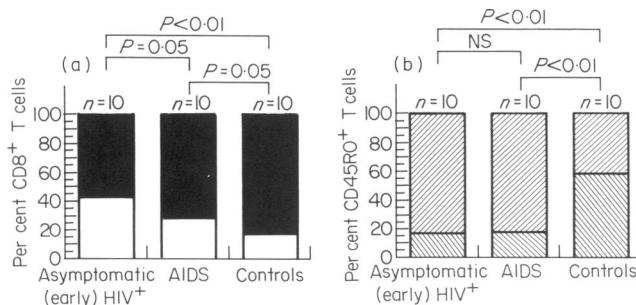 (a)
P<0·01
P=0·05
P=0·05
n=10 n=10 n=10
Per cent CD8⁺ T cells
100
80
60
40
20
0
Asymptomatic (early) HIV⁺
AIDS
Controls
(b)
P<0·01
NS
P<0·01
n=10 n=10 n=10
Per cent CD45R0⁺ T cells
100
80
60
40
20
0
Asymptomatic (early) HIV⁺
AIDS
Controls